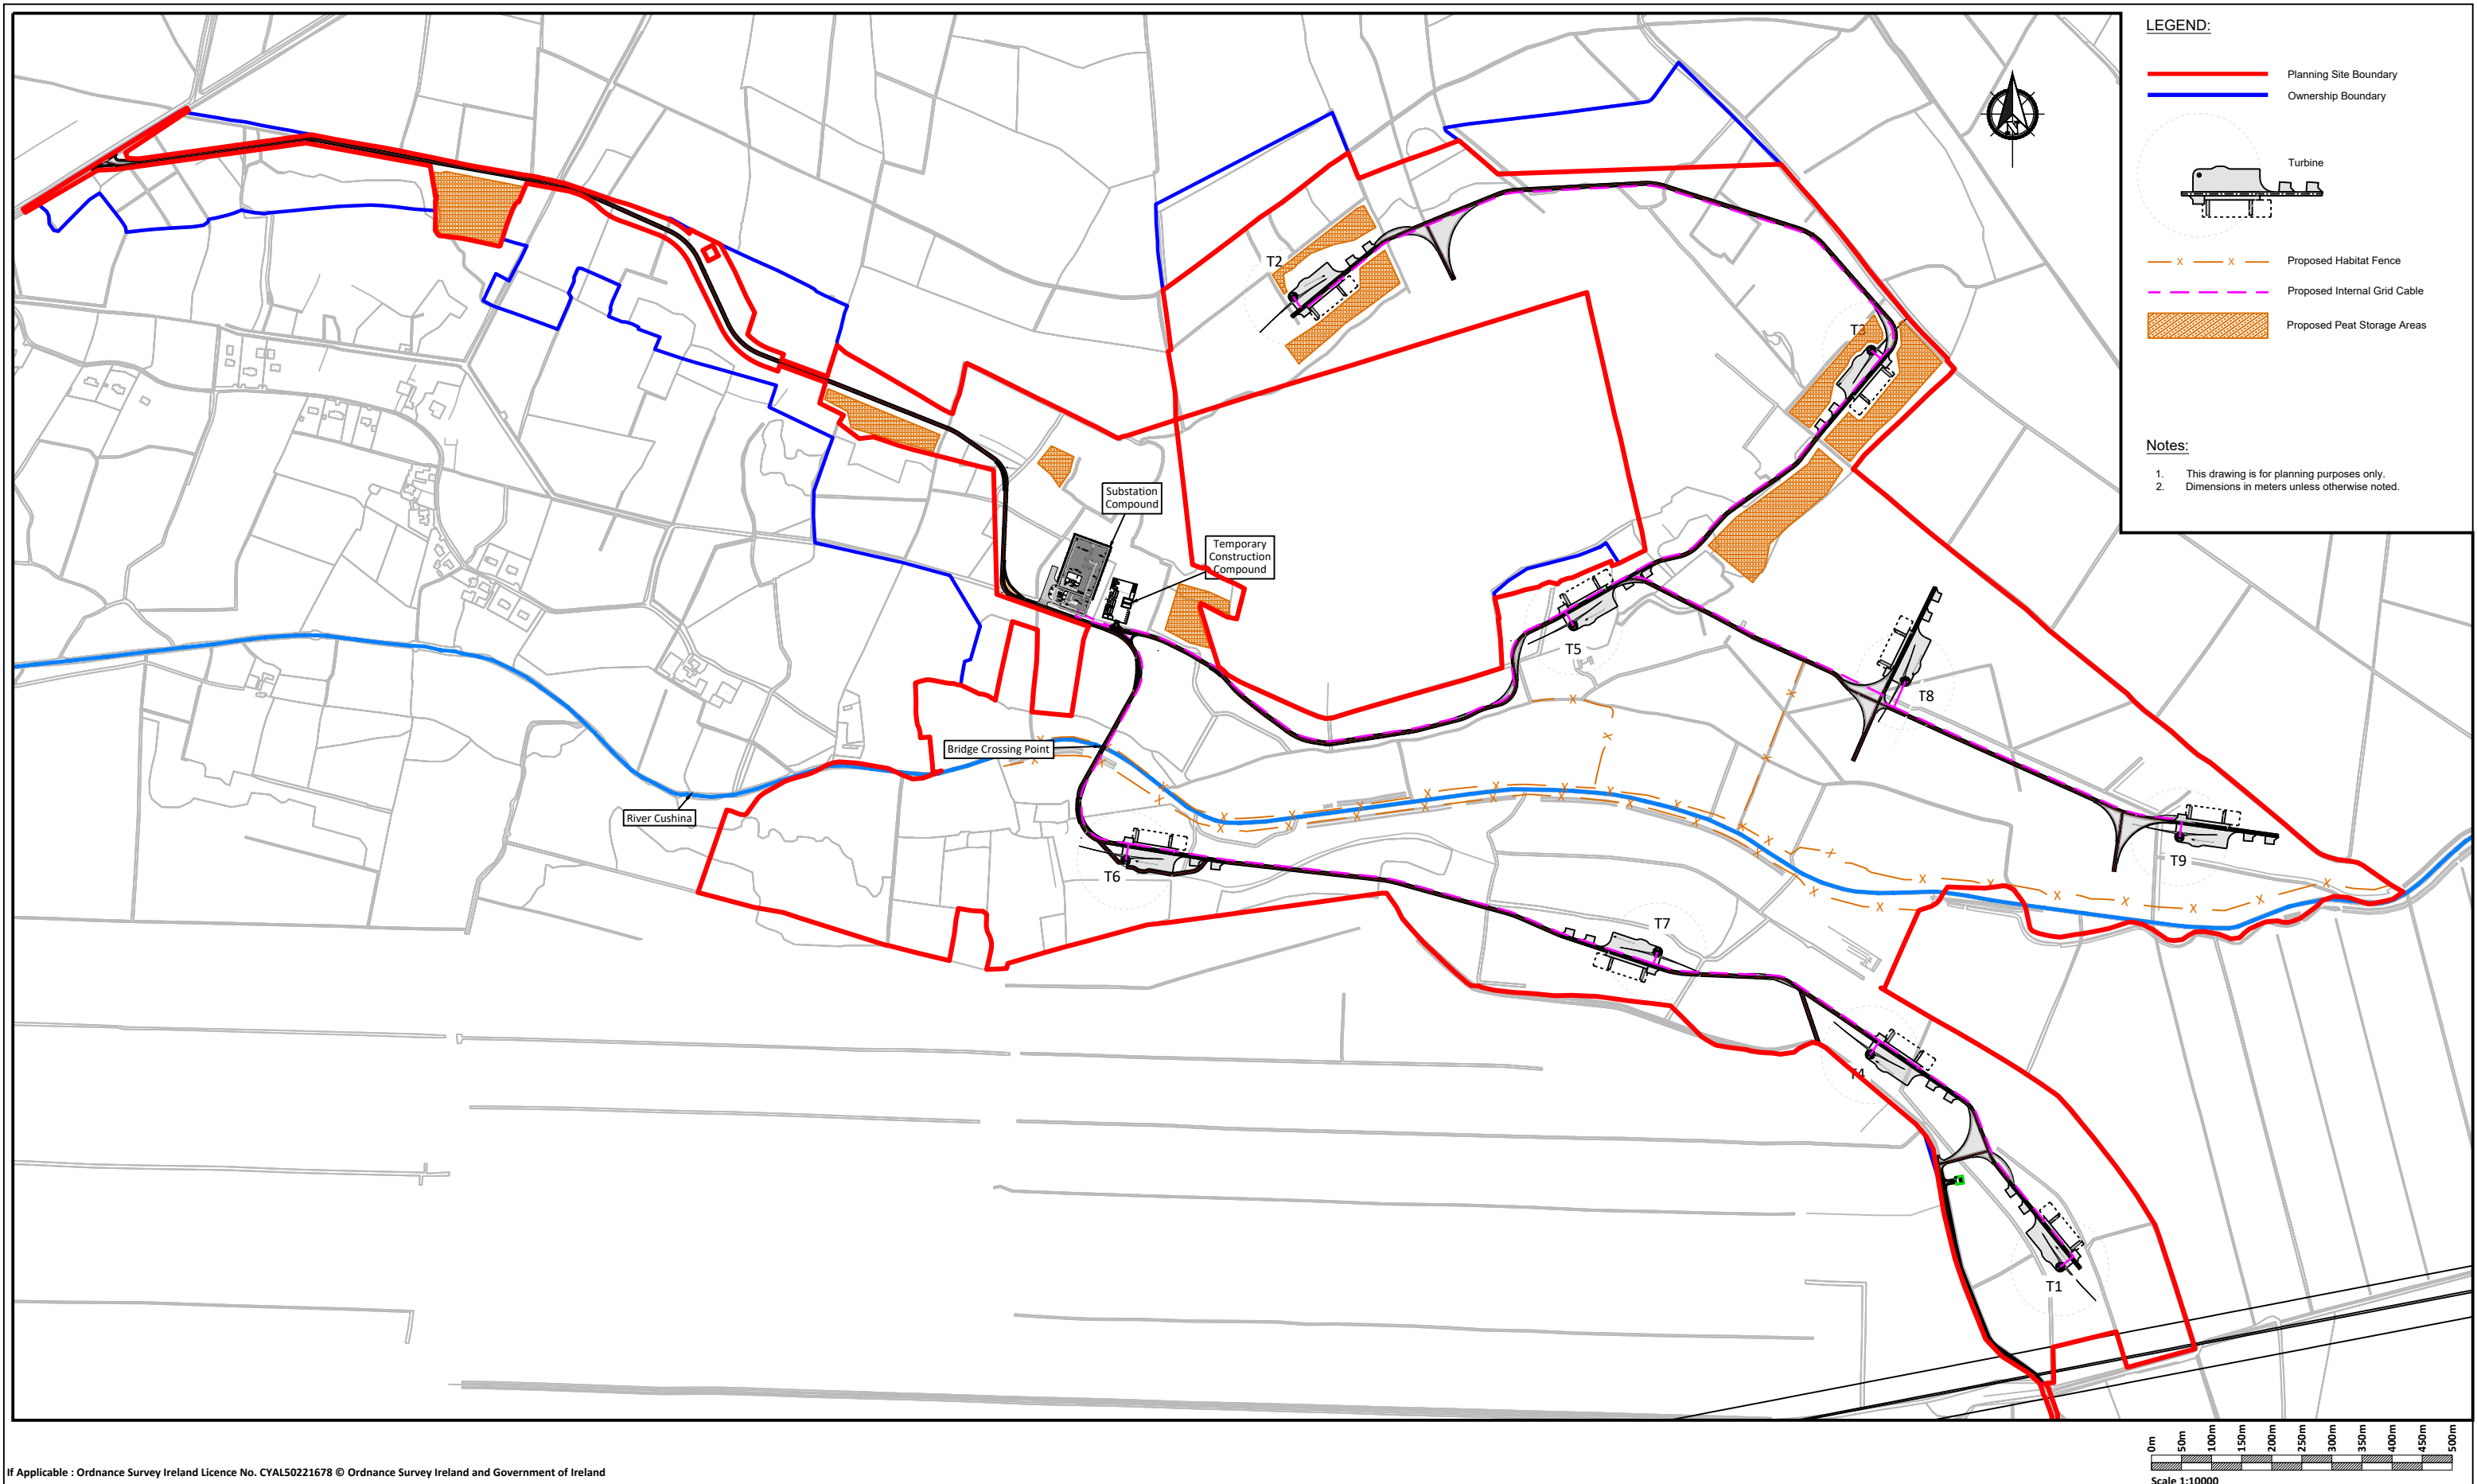 LEGEND:
Planning Site Boundary
Ownership Boundary
Turbine
x x
Proposed Habitat Fence
Proposed Internal Grid Cable
Proposed Peat Storage Areas
Notes:
1. This drawing is for planning purposes only.
2. Dimensions in meters unless otherwise noted.
N
T2
T3
Substation
Compound
Temporary
Construction
Compound
T5
T8
Bridge Crossing Point
River Cushina
T6
T9
T7
T4
T1
0m 50m 100m 150m 200m 250m 300m 350m 400m 450m 500m
Scale 1:10000
If Applicable : Ordnance Survey Ireland Licence No. CYAL50221678 © Ordnance Survey Ireland and Government of Ireland